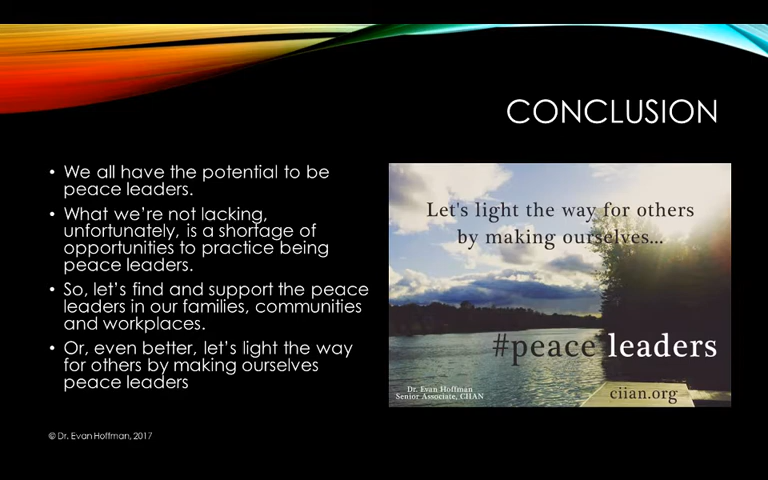 CONCLUSION
• We all have the potential to be
peace leaders.
• What we're not lacking,
unfortunately, is a shortage of
opportunities to practice being
peace leaders.
• So, let's find and support the peace
leaders in our families, communities
and workplaces.
• Or, even better, let's light the way
for others by making ourselves
peace leaders
Let's light the way for others
by making ourselves...
#peace leaders
Dr. Evan Hoffman
Senior Associate, CIIAN
ciian.org
© Dr. Evan Hoffman, 2017